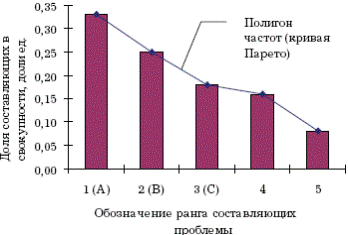 Доля составляющих в
свокупности, доли ед.
0,35
0,30
0,25
0,20
0,15
0,10
0,05
0,00
Полигон
частот (кривая
Парето)
1 (А) 2 (В) 3 (С) 4 5
Обозначение ранга составляющих
проблемы